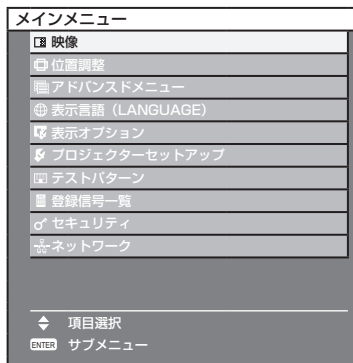 メインメニュー
映像
位置調整
アドバンスドメニュー
表示言語（LANGUAGE）
表示オプション
プロジェクターセットアップ
テストパターン
登録信号一覧
セキュリティ
ネットワーク
項目選択
ENTER サブメニュー